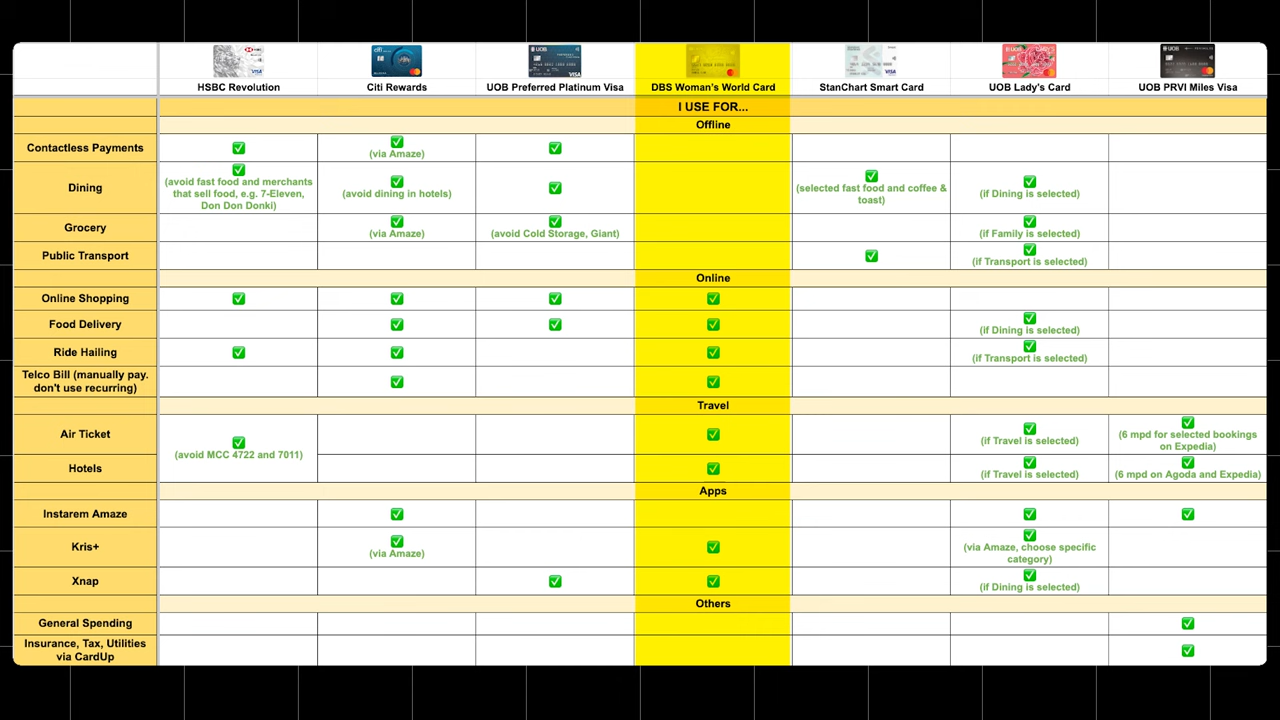 HSBC Revolution
Citi Rewards
UOB Preferred Platinum Visa
DBS Woman's World Card
StanChart Smart Card
UOB Lady's Card
UOB PRVI Miles Visa
I USE FOR...
Offline
Contactless Payments
✅
✅
(via Amaze)
✅
Dining
✅
(avoid fast food and merchants
that sell food, e.g. 7-Eleven,
Don Don Donki)
✅
(avoid dining in hotels)
✅
✅
(selected fast food and coffee &
toast)
✅
(if Dining is selected)
Grocery
✅
(via Amaze)
✅
(avoid Cold Storage, Giant)
✅
(if Family is selected)
Public Transport
✅
✅
(if Transport is selected)
Online
Online Shopping
✅
✅
✅
✅
Food Delivery
✅
✅
✅
✅
(if Dining is selected)
Ride Hailing
✅
✅
✅
✅
(if Transport is selected)
Telco Bill (manually pay.
don't use recurring)
✅
✅
Travel
Air Ticket
✅
(avoid MCC 4722 and 7011)
✅
✅
(if Travel is selected)
✅
(6 mpd for selected bookings
on Expedia)
Hotels
✅
✅
(if Travel is selected)
✅
(6 mpd on Agoda and Expedia)
Apps
Instarem Amaze
✅
✅
✅
Kris+
✅
(via Amaze)
✅
✅
(via Amaze, choose specific
category)
Xnap
✅
✅
✅
(if Dining is selected)
Others
General Spending
✅
Insurance, Tax, Utilities
via CardUp
✅